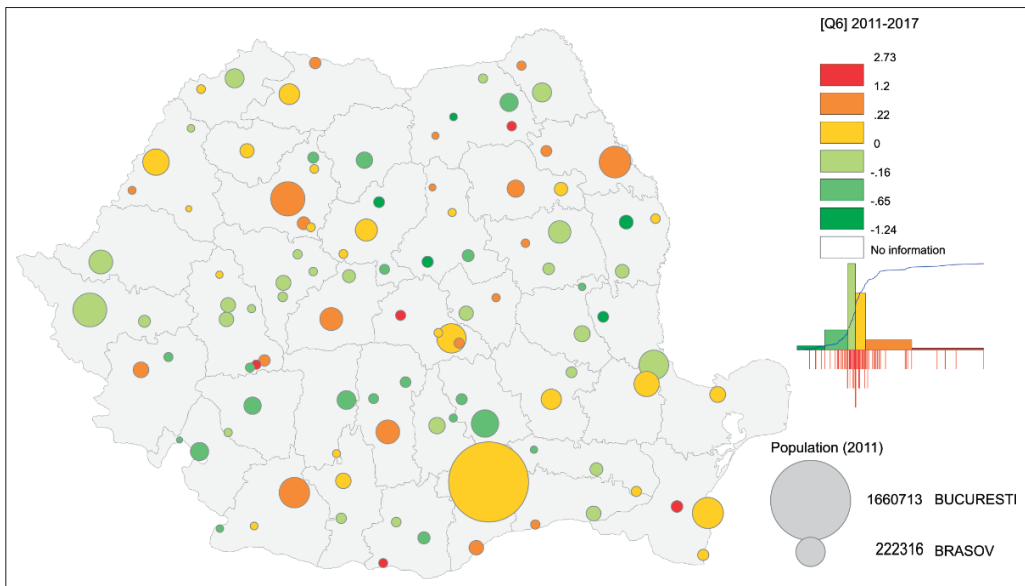 [Q6] 2011-2017
2.73
1.2
.22
0
-.16
-.65
-1.24
No information
Population (2011)
1660713 BUCURESTI
222316 BRASOV